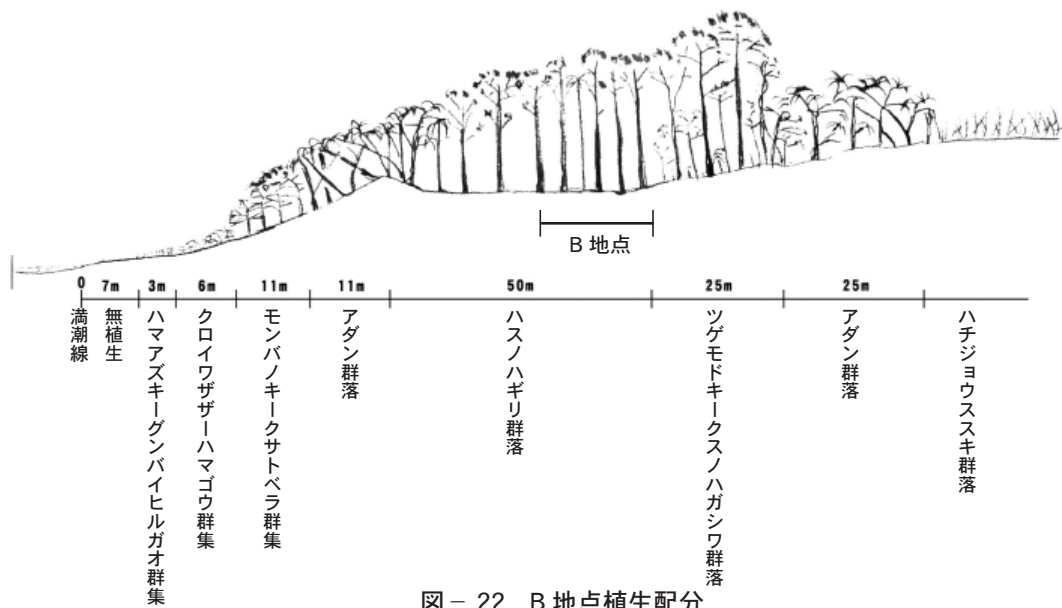 B 地点
0 7m 3m 6m 11m 11m 50m 25m 25m
満潮線
無植生
ハマアズキーグンバイヒルガオ群集
クロイワザサーハマゴウ群集
モンパノキークサトベラ群集
アダン群落
ハスノハギリ群落
ツゲモドキークスノハガシワ群落
アダン群落
ハチジョウススキ群落
図 − 22 B 地点植生配分